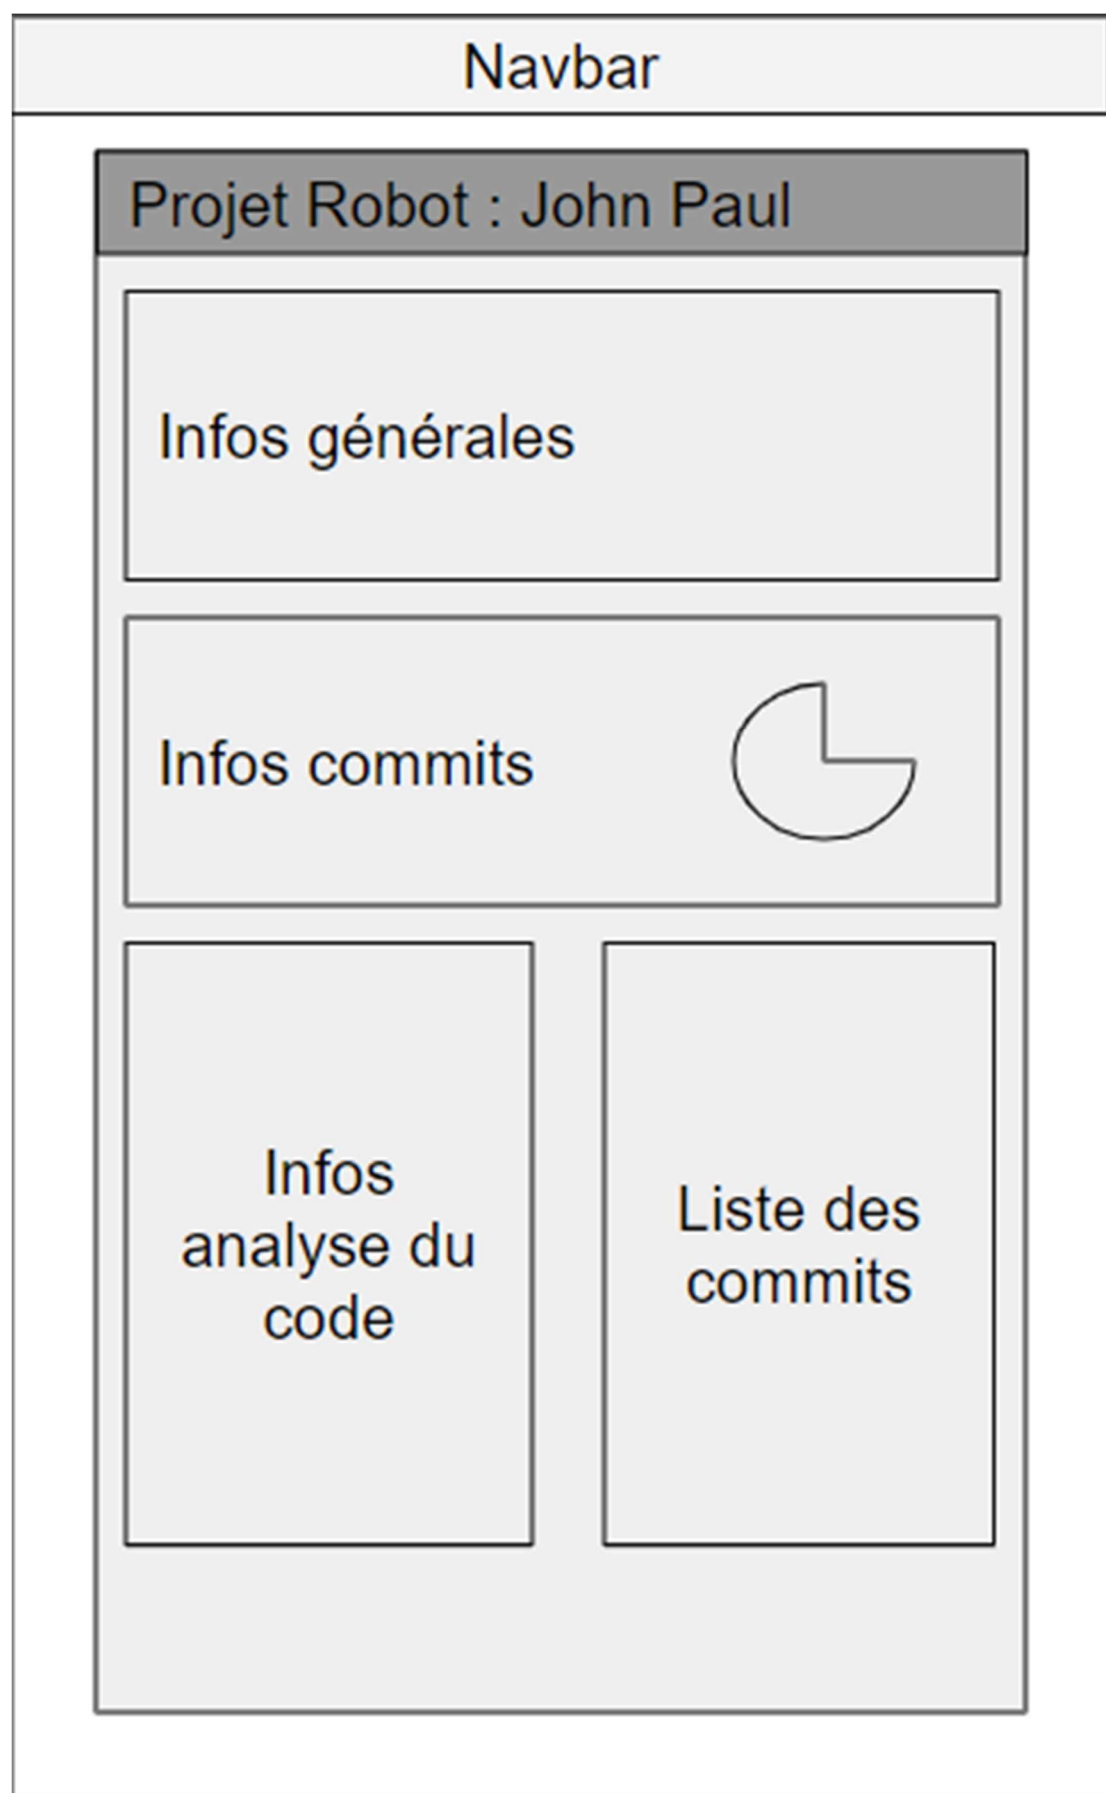 Navbar
Projet Robot : John Paul
Infos générales
Infos commits
Infos
analyse du
code
Liste des
commits